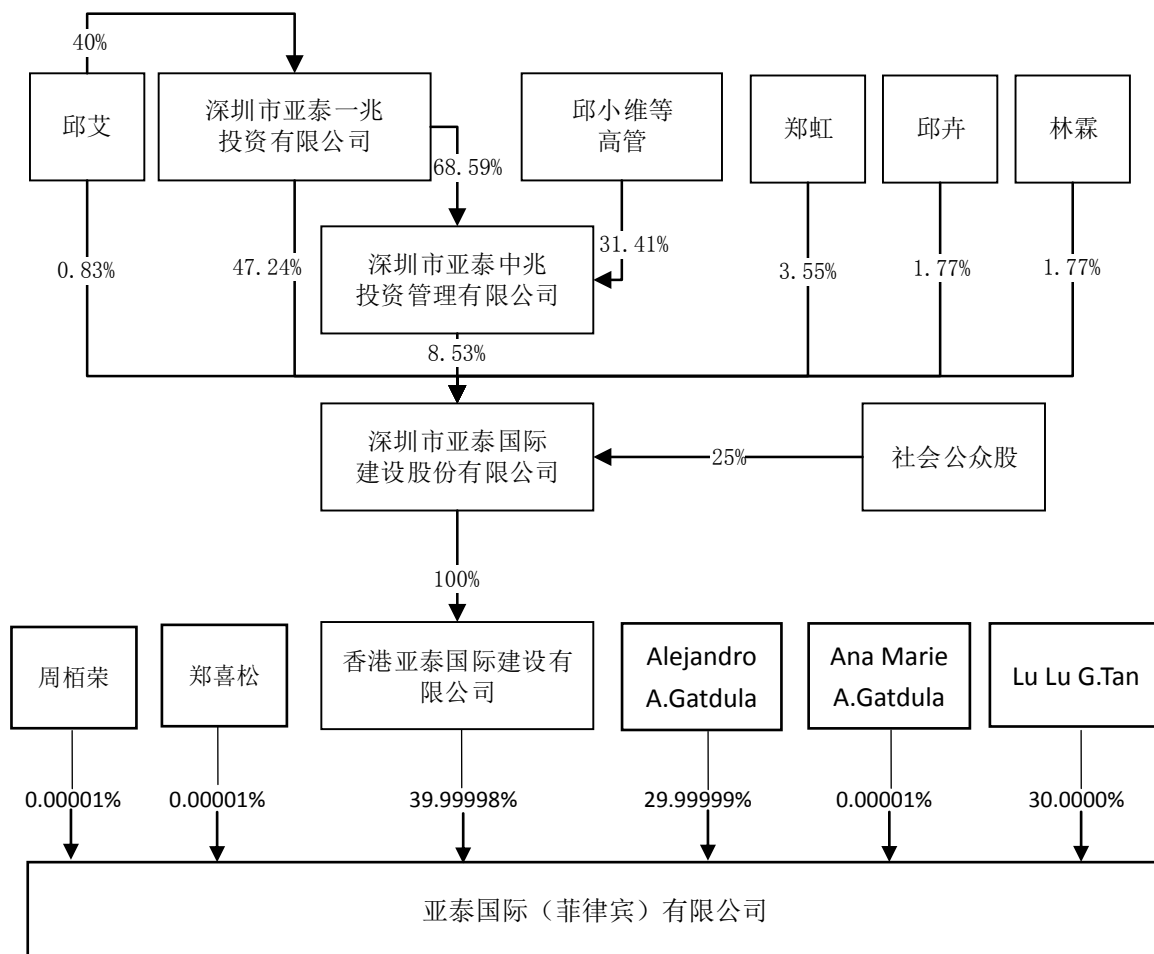 40%
邱艾
深圳市亚泰一兆
投资有限公司
邱小维等
高管
郑虹
邱卉
林霖
68.59%
31.41%
0.83%
47.24%
深圳市亚泰中兆
投资管理有限公司
3.55%
1.77%
1.77%
8.53%
深圳市亚泰国际
建设股份有限公司
25%
社会公众股
100%
周栢荣
郑喜松
香港亚泰国际建设有
限公司
Alejandro
A.Gatdula
Ana Marie
A.Gatdula
Lu Lu G.Tan
0.00001%
0.00001%
39.99998%
29.99999%
0.00001%
30.0000%
亚泰国际（菲律宾）有限公司